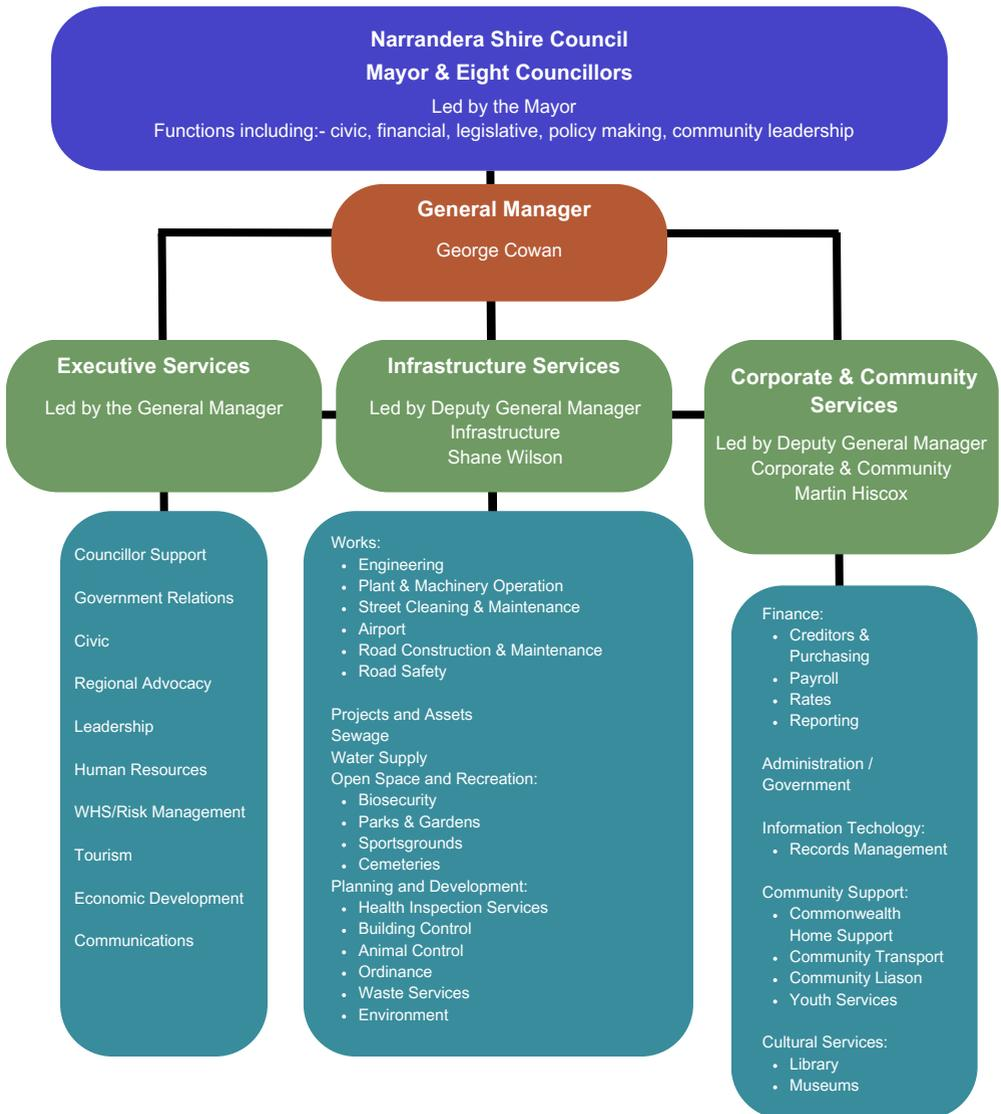 Narrandera Shire Council
Mayor & Eight Councillors
Led by the Mayor
Functions including:- civic, financial, legislative, policy making, community leadership
General Manager
George Cowan
Executive Services
Led by the General Manager
Infrastructure Services
Led by Deputy General Manager
Infrastructure
Shane Wilson
Corporate & Community
Services
Led by Deputy General Manager
Corporate & Community
Martin Hiscox
Councillor Support
Government Relations
Civic
Regional Advocacy
Leadership
Human Resources
WHS/Risk Management
Tourism
Economic Development
Communications
Works:
• Engineering
• Plant & Machinery Operation
• Street Cleaning & Maintenance
• Airport
• Road Construction & Maintenance
• Road Safety
Projects and Assets
Sewage
Water Supply
Open Space and Recreation:
• Biosecurity
• Parks & Gardens
• Sportsgrounds
• Cemeteries
Planning and Development:
• Health Inspection Services
• Building Control
• Animal Control
• Ordinance
• Waste Services
• Environment
Finance:
• Creditors &
Purchasing
• Payroll
• Rates
• Reporting
Administration /
Government
Information Techology:
• Records Management
Community Support:
• Commonwealth
Home Support
• Community Transport
• Community Liason
• Youth Services
Cultural Services:
• Library
• Museums